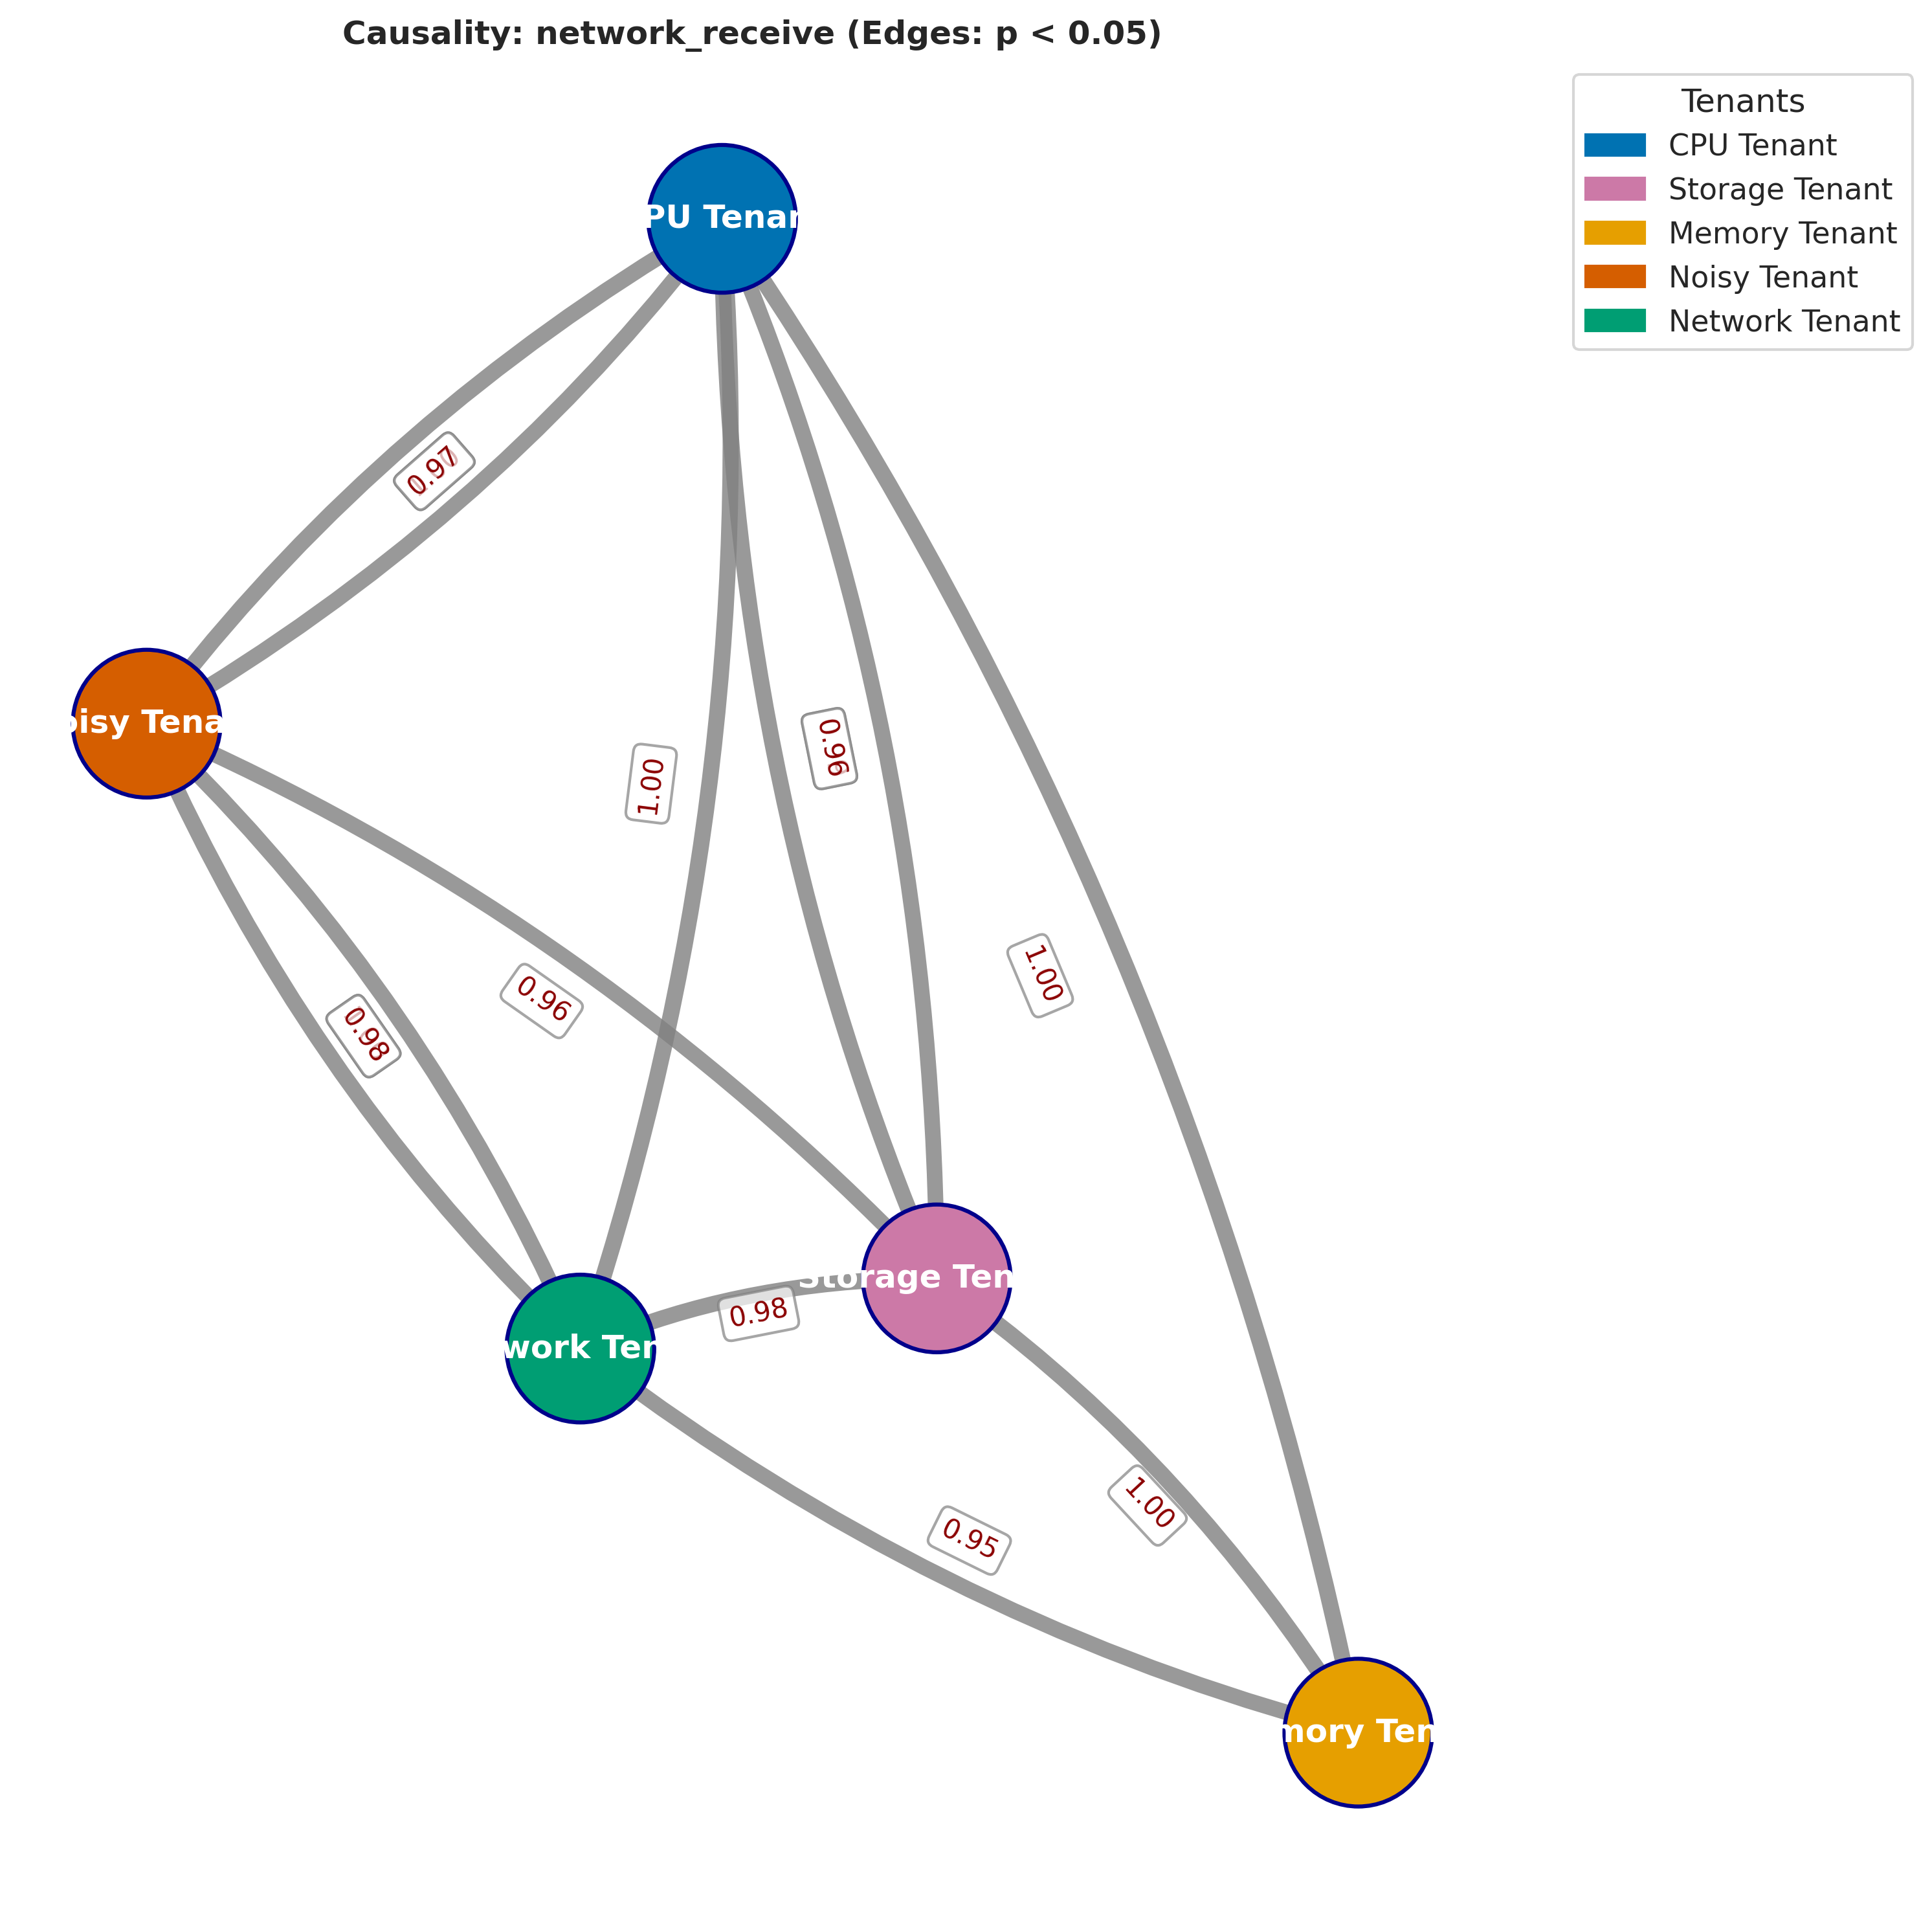 Causality: network_receive (Edges: p < 0.05)
Tenants
CPU Tenant
Storage Tenant
Memory Tenant
Noisy Tenant
Network Tenant
PU Tenan
0.97
oisy Tena
0.96
1.00
1.00
0.96
0.98
Storage Ten
0.98
work Ten
1.00
0.95
mory Ten